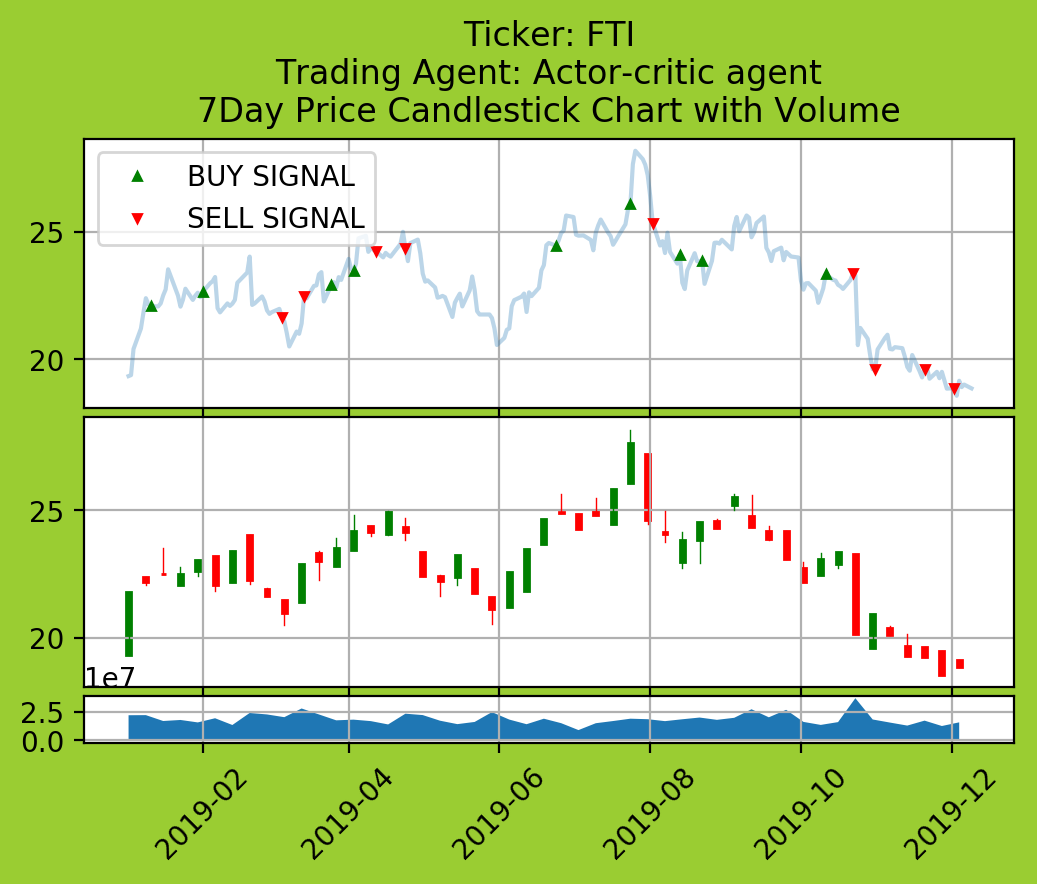 Ticker: FTI
Trading Agent: Actor-critic agent
7Day Price Candlestick Chart with Volume
BUY SIGNAL
SELL SIGNAL
25
20
25
20
1e7
2.5
0.0
2019-02
2019-04
2019-06
2019-08
2019-10
2019-12